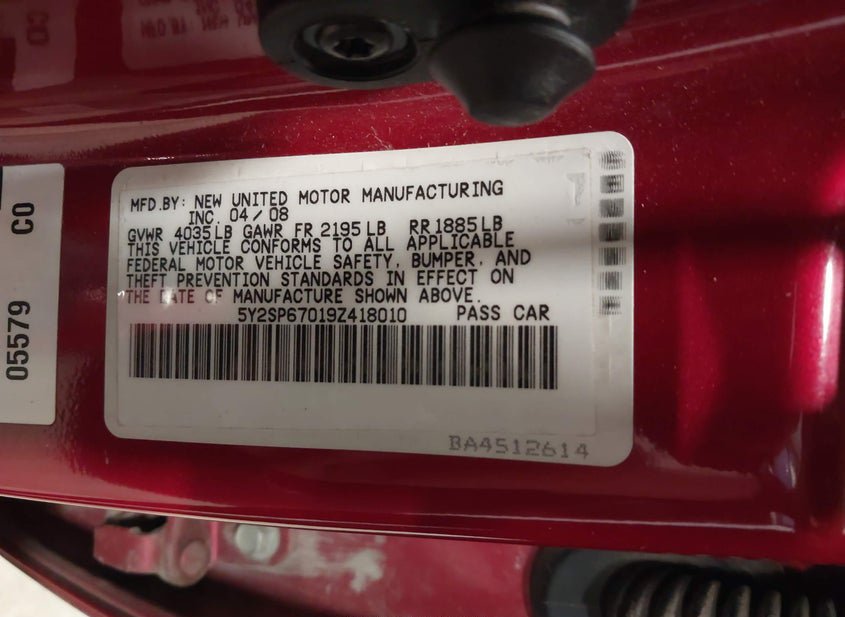 MFD.BY: NEW UNITED MOTOR MANUFACTURING
INC. 04/08
GVWR 4035LB GAWR FR 2195LB RR 1885LB
THIS VEHICLE CONFORMS TO ALL APPLICABLE
FEDERAL MOTOR VEHICLE SAFETY, BUMPER, AND
THEFT PREVENTION STANDARDS IN EFFECT ON
THE DATE OF MANUFACTURE SHOWN ABOVE.
5Y2SP67019Z418010 PASS CAR
BA4512614
05579 CO